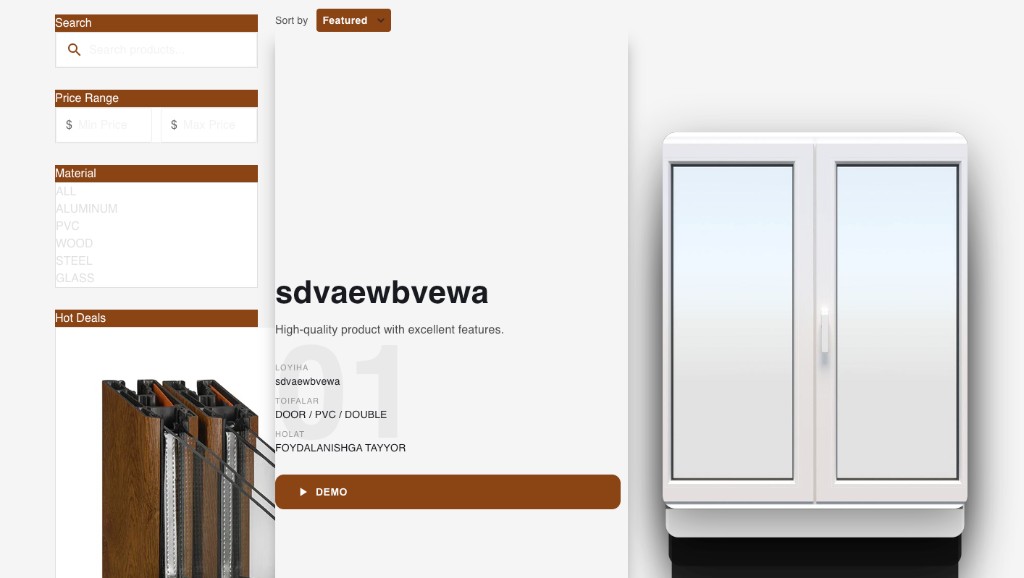 Search
Search products...
Price Range
$ Min Price
$ Max Price
Material
ALL
ALUMINUM
PVC
WOOD
STEEL
GLASS
Hot Deals
Sort by Featured
sdvaewbvewa
High-quality product with excellent features.
01
LOYIHA
sdvaewbvewa
TOIFALAR
DOOR / PVC / DOUBLE
HOLAT
FOYDALANISHGA TAYYOR
DEMO